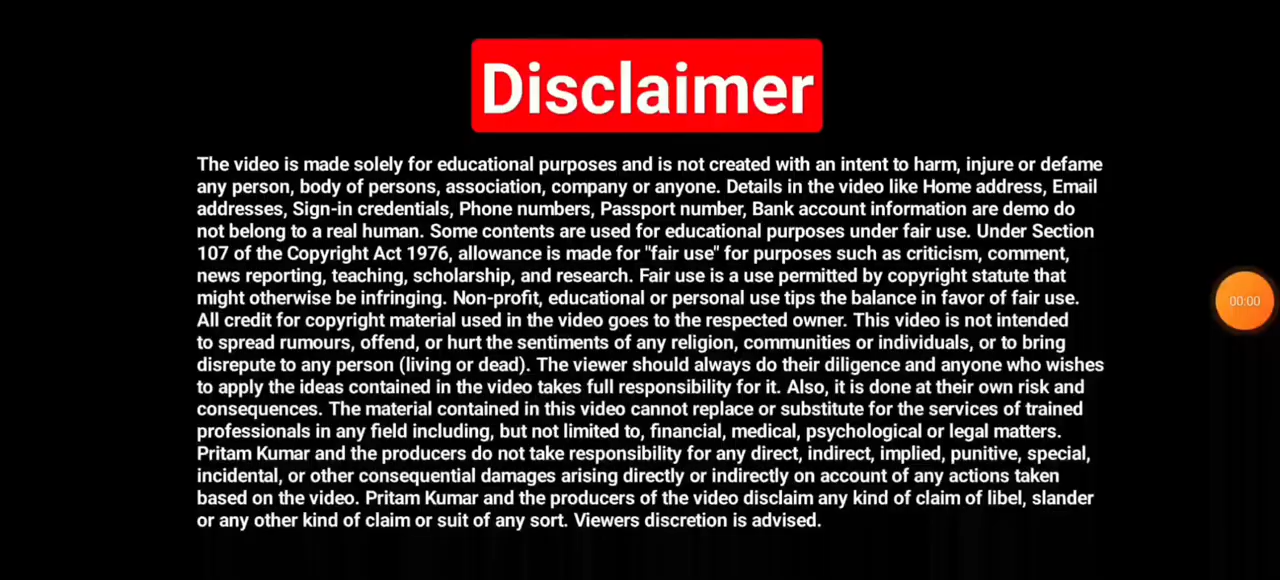 Disclaimer
The video is made solely for educational purposes and is not created with an intent to harm, injure or defame
any person, body of persons, association, company or anyone. Details in the video like Home address, Email
addresses, Sign-in credentials, Phone numbers, Passport number, Bank account information are demo do
not belong to a real human. Some contents are used for educational purposes under fair use. Under Section
107 of the Copyright Act 1976, allowance is made for "fair use" for purposes such as criticism, comment,
news reporting, teaching, scholarship, and research. Fair use is a use permitted by copyright statute that
might otherwise be infringing. Non-profit, educational or personal use tips the balance in favor of fair use.
All credit for copyright material used in the video goes to the respected owner. This video is not intended
to spread rumours, offend, or hurt the sentiments of any religion, communities or individuals, or to bring
disrepute to any person (living or dead). The viewer should always do their diligence and anyone who wishes
to apply the ideas contained in the video takes full responsibility for it. Also, it is done at their own risk and
consequences. The material contained in this video cannot replace or substitute for the services of trained
professionals in any field including, but not limited to, financial, medical, psychological or legal matters.
Pritam Kumar and the producers do not take responsibility for any direct, indirect, implied, punitive, special,
incidental, or other consequential damages arising directly or indirectly on account of any actions taken
based on the video. Pritam Kumar and the producers of the video disclaim any kind of claim of libel, slander
or any other kind of claim or suit of any sort. Viewers discretion is advised.
00:00